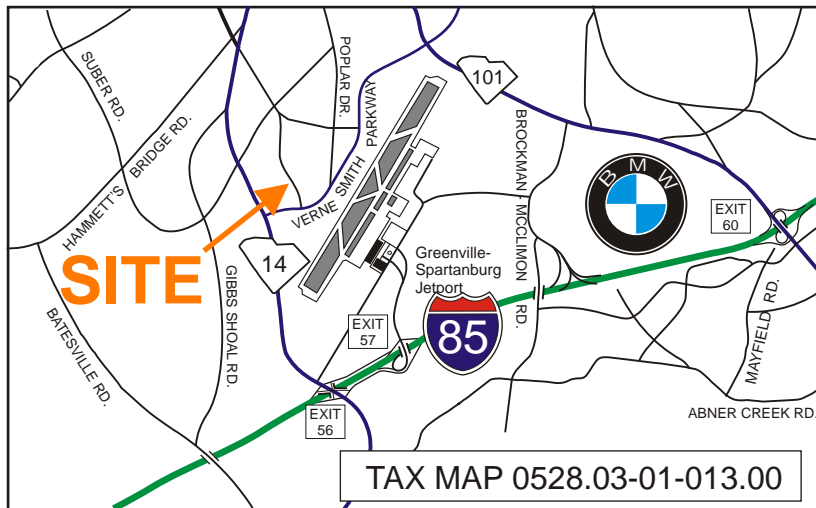 SUBER RD.
HAMMETT'S BRIDGE RD.
POPLAR DR.
VERNE SMITH PARKWAY
101
BROCKMAN - MCCLIMON RD.
BMW
EXIT
60
SITE
14
Greenville-
Spartanburg
Jetport
GIBBS SHOAL RD.
BATESVILLE RD.
EXIT
57
85
MAYFIELD RD.
EXIT
56
ABNER CREEK RD.
TAX MAP 0528.03-01-013.00